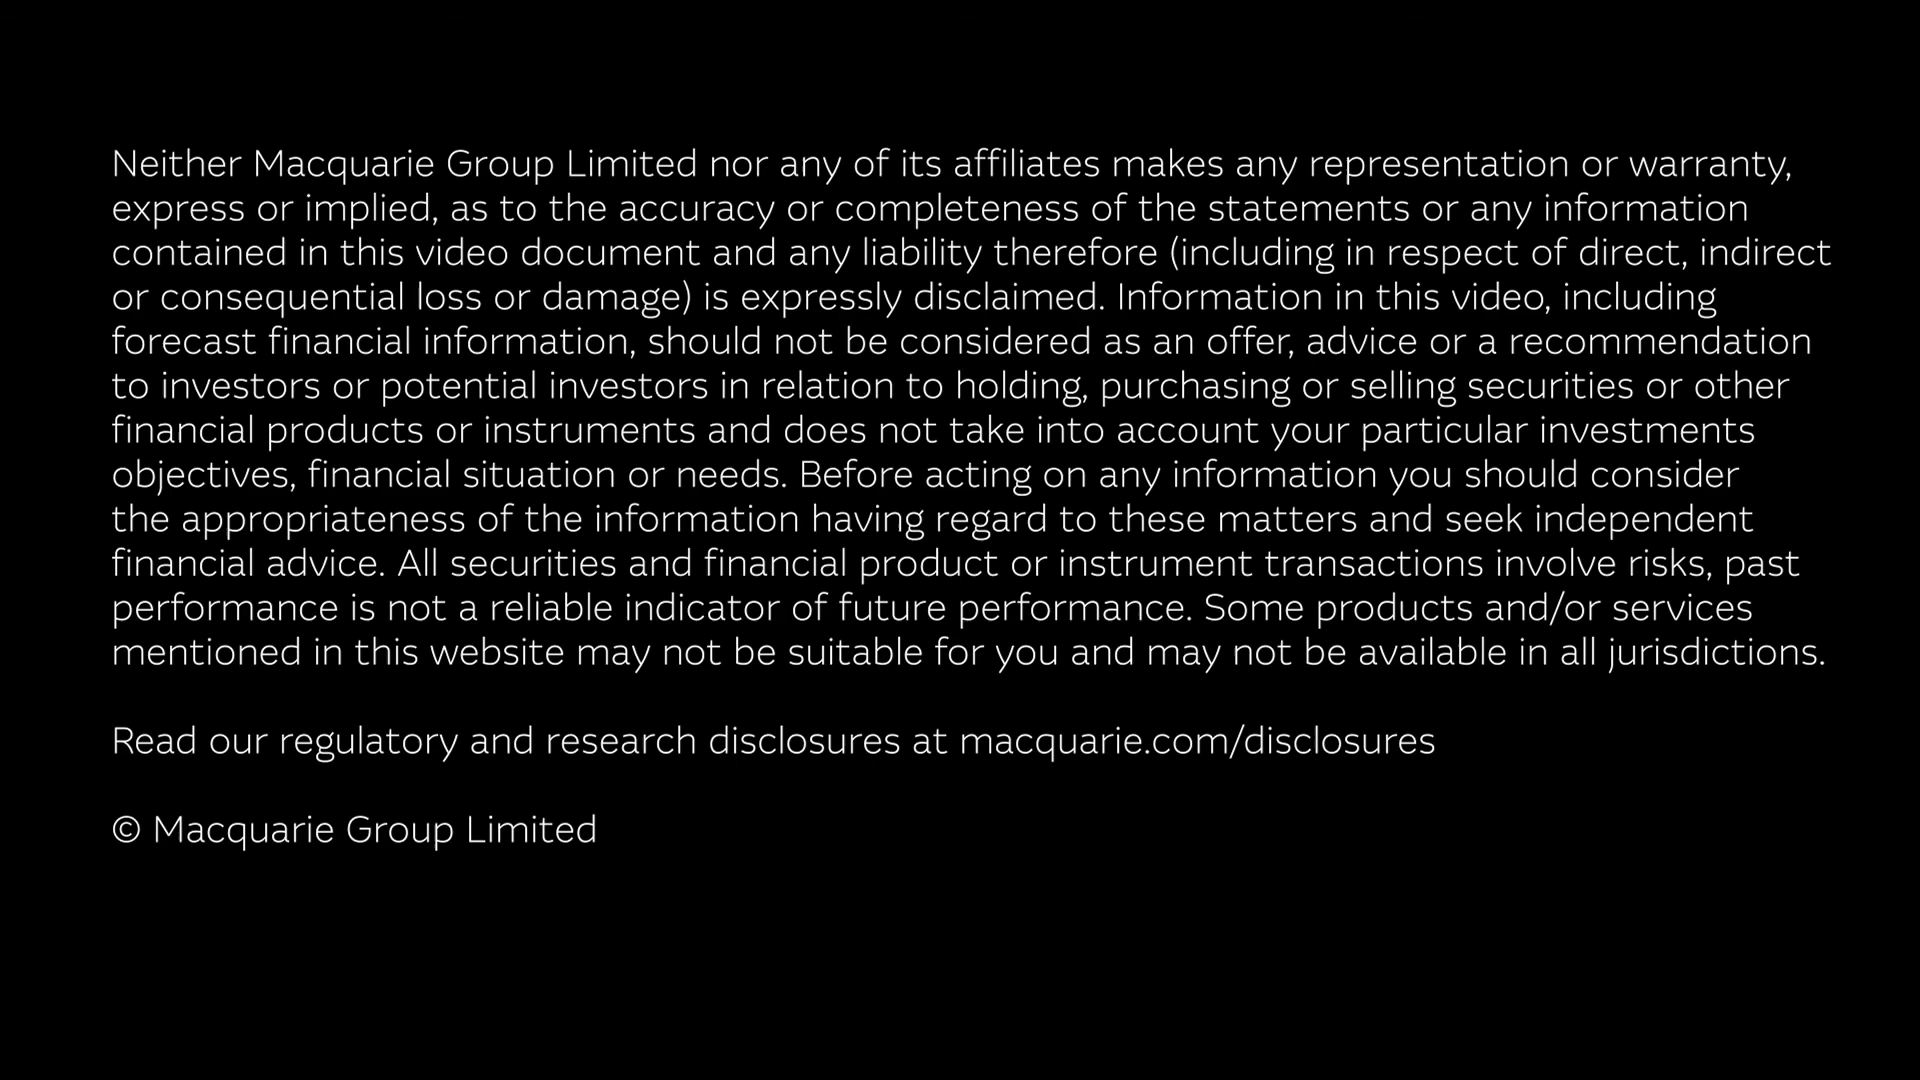 Neither Macquarie Group Limited nor any of its affiliates makes any representation or warranty,
express or implied, as to the accuracy or completeness of the statements or any information
contained in this video document and any liability therefore (including in respect of direct, indirect
or consequential loss or damage) is expressly disclaimed. Information in this video, including
forecast financial information, should not be considered as an offer, advice or a recommendation
to investors or potential investors in relation to holding, purchasing or selling securities or other
financial products or instruments and does not take into account your particular investments
objectives, financial situation or needs. Before acting on any information you should consider
the appropriateness of the information having regard to these matters and seek independent
financial advice. All securities and financial product or instrument transactions involve risks, past
performance is not a reliable indicator of future performance. Some products and/or services
mentioned in this website may not be suitable for you and may not be available in all jurisdictions.
Read our regulatory and research disclosures at macquarie.com/disclosures
© Macquarie Group Limited